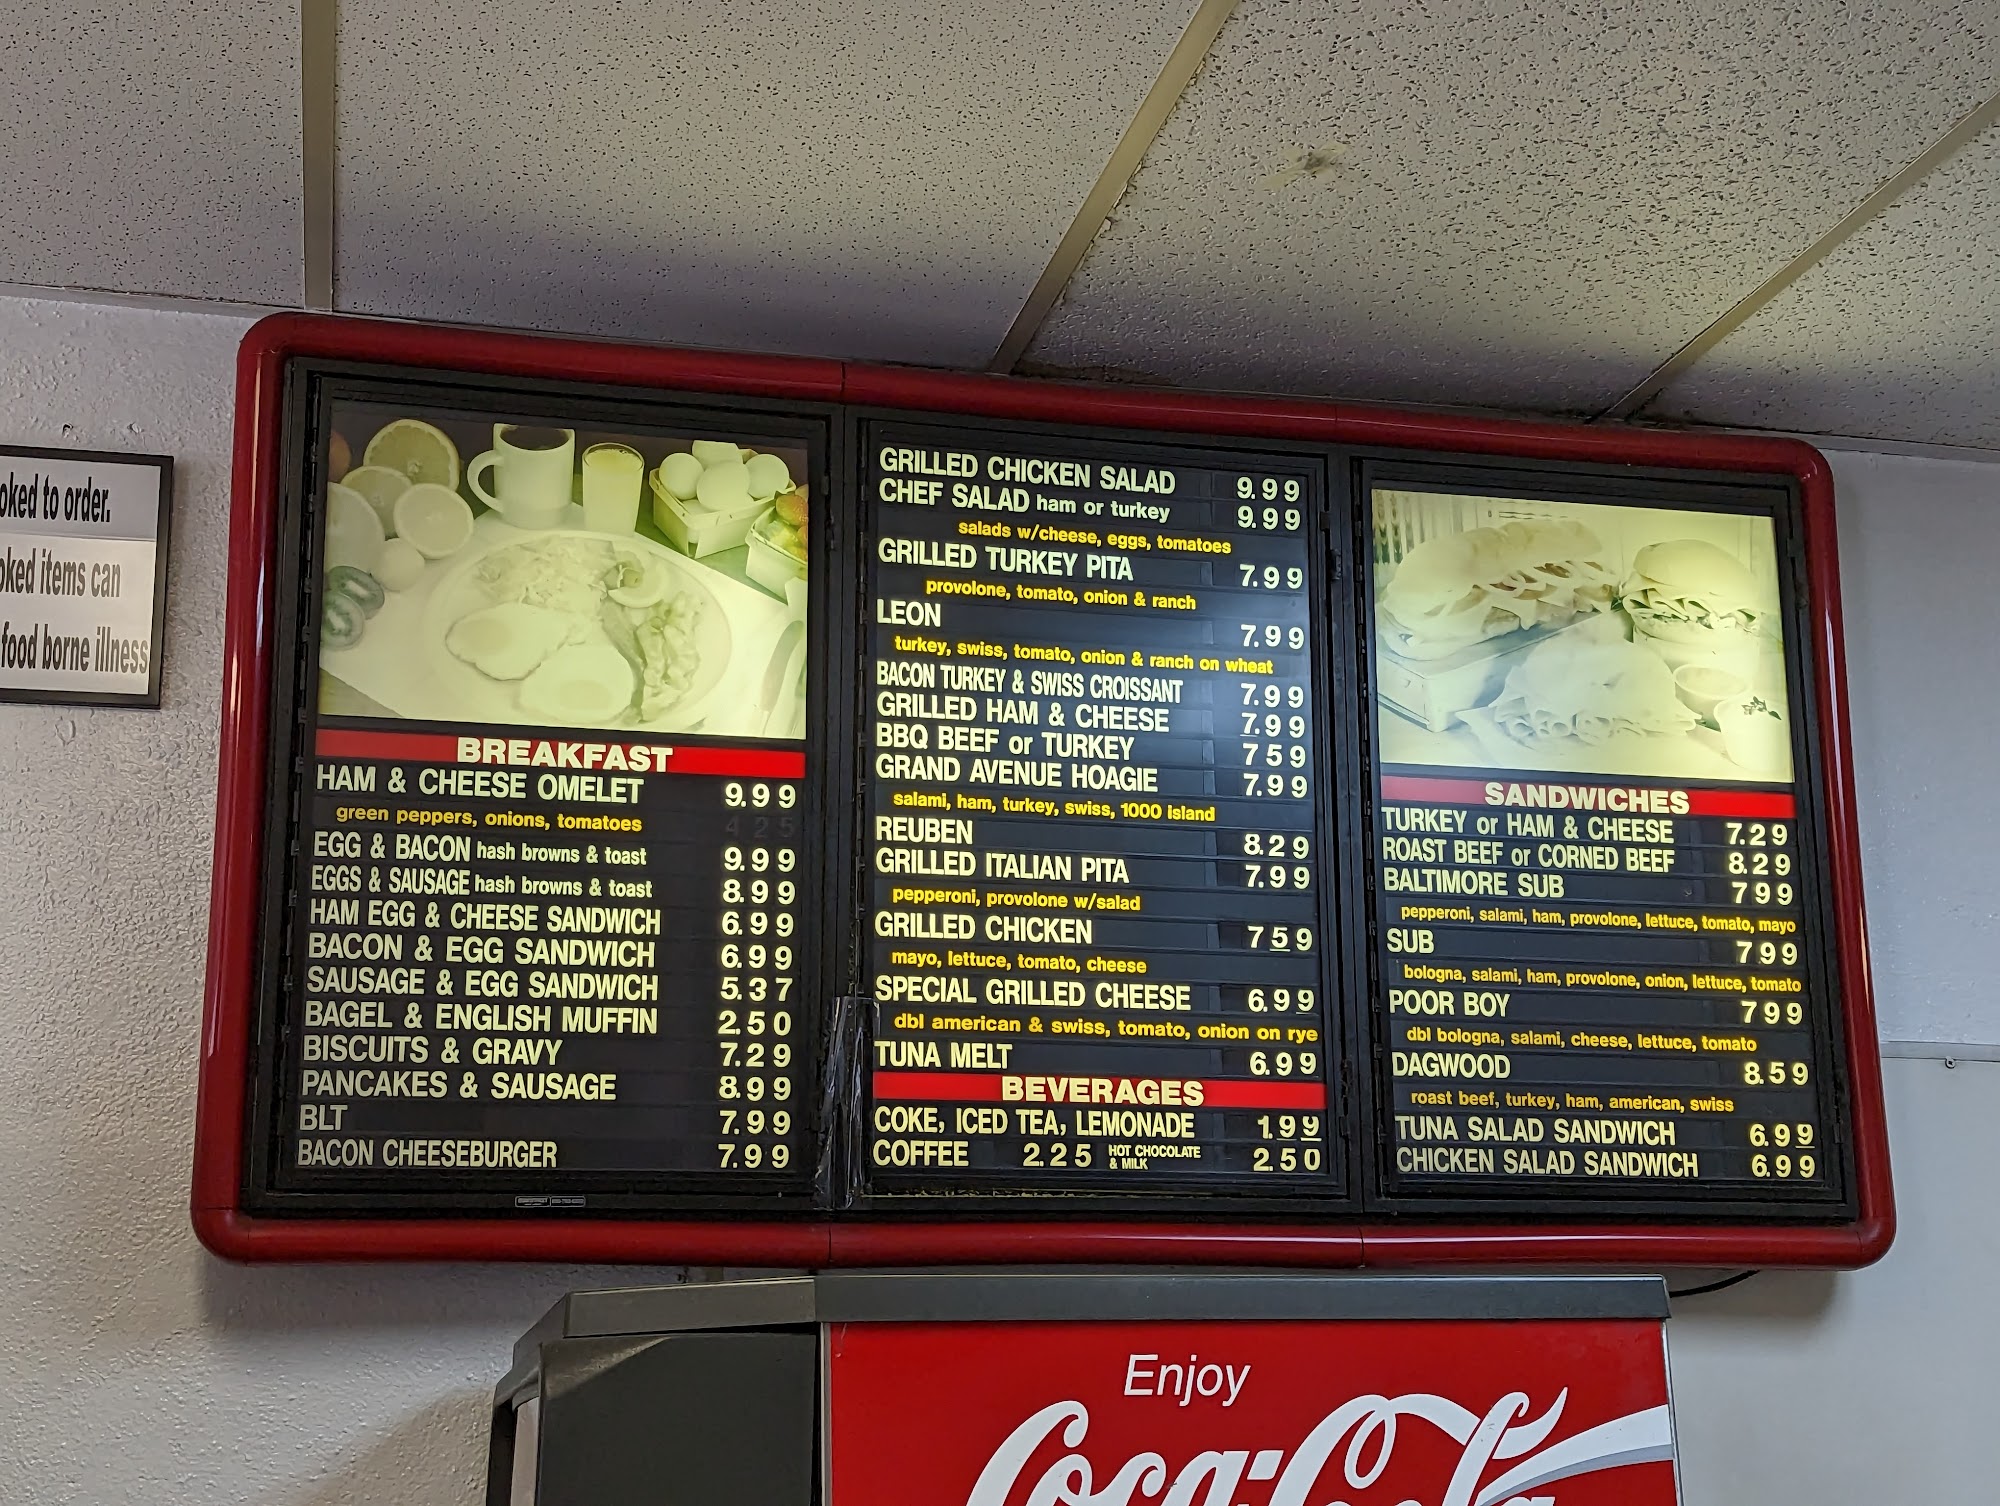 oked to order.
oked items can
food borne illness
BREAKFAST
HAM & CHEESE OMELET 9.99
green peppers, onions, tomatoes 4 2 5
EGG & BACON hash browns & toast 9.99
EGGS & SAUSAGE hash browns & toast 8.99
HAM EGG & CHEESE SANDWICH 6.99
BACON & EGG SANDWICH 6.99
SAUSAGE & EGG SANDWICH 5.37
BAGEL & ENGLISH MUFFIN 2.50
BISCUITS & GRAVY 7.29
PANCAKES & SAUSAGE 8.99
BLT 7.99
BACON CHEESEBURGER 7.99
GRILLED CHICKEN SALAD 9.99
CHEF SALAD ham or turkey 9.99
salads w/cheese, eggs, tomatoes
GRILLED TURKEY PITA 7.99
provolone, tomato, onion & ranch
LEON 7.99
turkey, swiss, tomato, onion & ranch on wheat
BACON TURKEY & SWISS CROISSANT 7.99
GRILLED HAM & CHEESE 7.99
BBQ BEEF or TURKEY 7 59
GRAND AVENUE HOAGIE 7.99
salami, ham, turkey, swiss, 1000 island
REUBEN 8.29
GRILLED ITALIAN PITA 7.99
pepperoni, provolone w/salad
GRILLED CHICKEN 7 59
mayo, lettuce, tomato, cheese
SPECIAL GRILLED CHEESE 6.99
dbl american & swiss, tomato, onion on rye
TUNA MELT 6.99
BEVERAGES
COKE, ICED TEA, LEMONADE 1.99
COFFEE 2.25 HOT CHOCOLATE & MILK 2.50
SANDWICHES
TURKEY or HAM & CHEESE 7.29
ROAST BEEF or CORNED BEEF 8.29
BALTIMORE SUB 7 99
pepperoni, salami, ham, provolone, lettuce, tomato, mayo
SUB 7.99
bologna, salami, ham, provolone, onion, lettuce, tomato
POOR BOY 7 99
dbl bologna, salami, cheese, lettuce, tomato
DAGWOOD 8.59
roast beef, turkey, ham, american, swiss
TUNA SALAD SANDWICH 6.99
CHICKEN SALAD SANDWICH 6.99
Enjoy
Coca-Cola